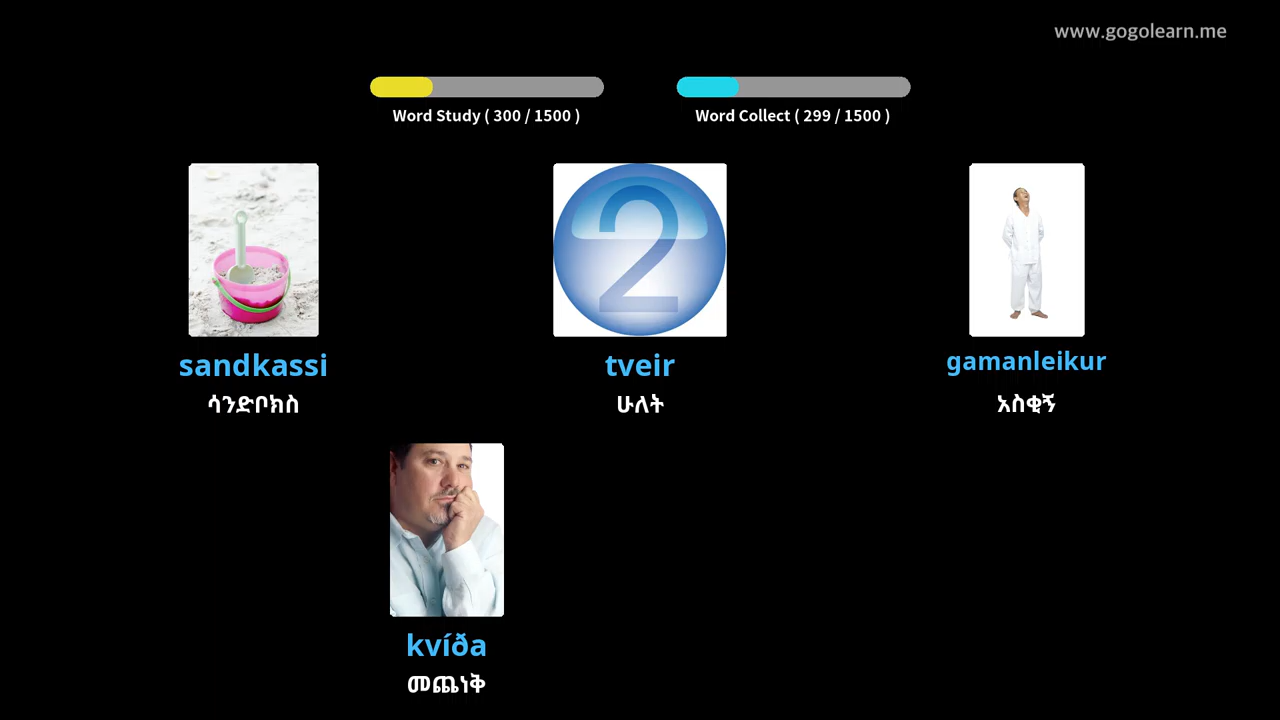 www.gogolearn.me
Word Study ( 300 / 1500 )
Word Collect ( 299 / 1500 )
2
sandkassi
ሳንድቦክስ
tveir
ሁለት
gamanleikur
አስቂኝ
kvíða
መጨነቅ